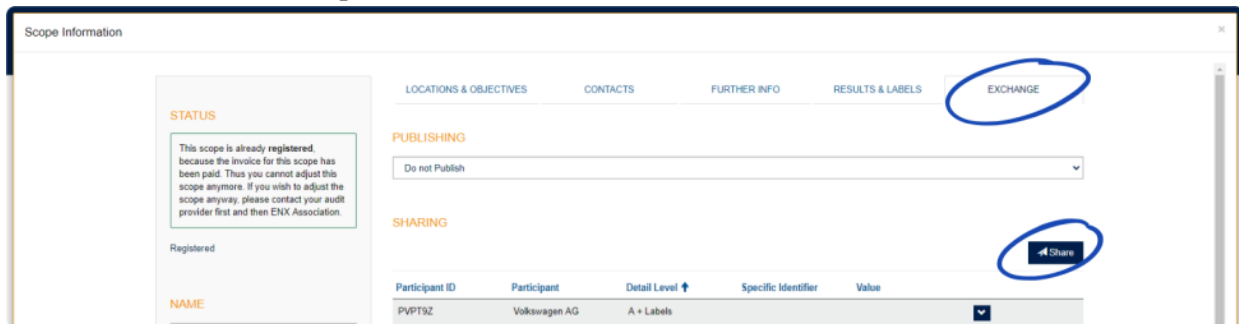 Scope Information
×
LOCATIONS & OBJECTIVES
CONTACTS
FURTHER INFO
RESULTS & LABELS
EXCHANGE
STATUS
This scope is already registered,
because the invoice for this scope has
been paid. Thus you cannot adjust this
scope anymore. If you wish to adjust the
scope anyway, please contact your audit
provider first and then ENX Association.
Registered
NAME
PUBLISHING
Do not Publish
SHARING
Share
Participant ID Participant Detail Level ↑ Specific Identifier Value
PVPT9Z Volkswagen AG A + Labels